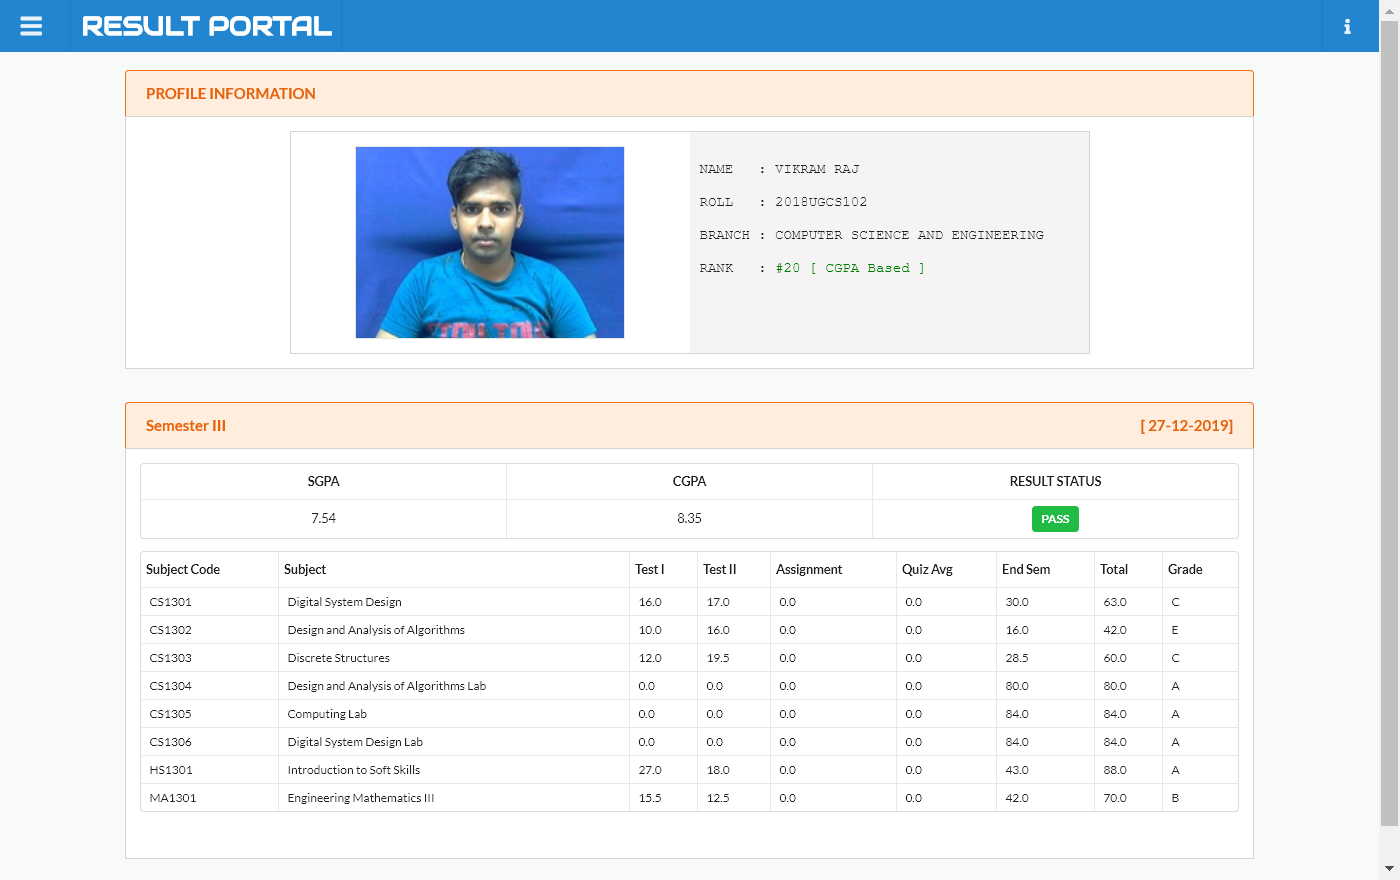 RESULT PORTAL
PROFILE INFORMATION
NAME : VIKRAM RAJ
ROLL : 2018UGCS102
BRANCH : COMPUTER SCIENCE AND ENGINEERING
RANK : #20 [ CGPA Based ]
Semester III [ 27-12-2019]
SGPA CGPA RESULT STATUS
7.54 8.35 PASS
Subject Code Subject Test I Test II Assignment Quiz Avg End Sem Total Grade
CS1301 Digital System Design 16.0 17.0 0.0 0.0 30.0 63.0 C
CS1302 Design and Analysis of Algorithms 10.0 16.0 0.0 0.0 16.0 42.0 E
CS1303 Discrete Structures 12.0 19.5 0.0 0.0 28.5 60.0 C
CS1304 Design and Analysis of Algorithms Lab 0.0 0.0 0.0 0.0 80.0 80.0 A
CS1305 Computing Lab 0.0 0.0 0.0 0.0 84.0 84.0 A
CS1306 Digital System Design Lab 0.0 0.0 0.0 0.0 84.0 84.0 A
HS1301 Introduction to Soft Skills 27.0 18.0 0.0 0.0 43.0 88.0 A
MA1301 Engineering Mathematics III 15.5 12.5 0.0 0.0 42.0 70.0 B